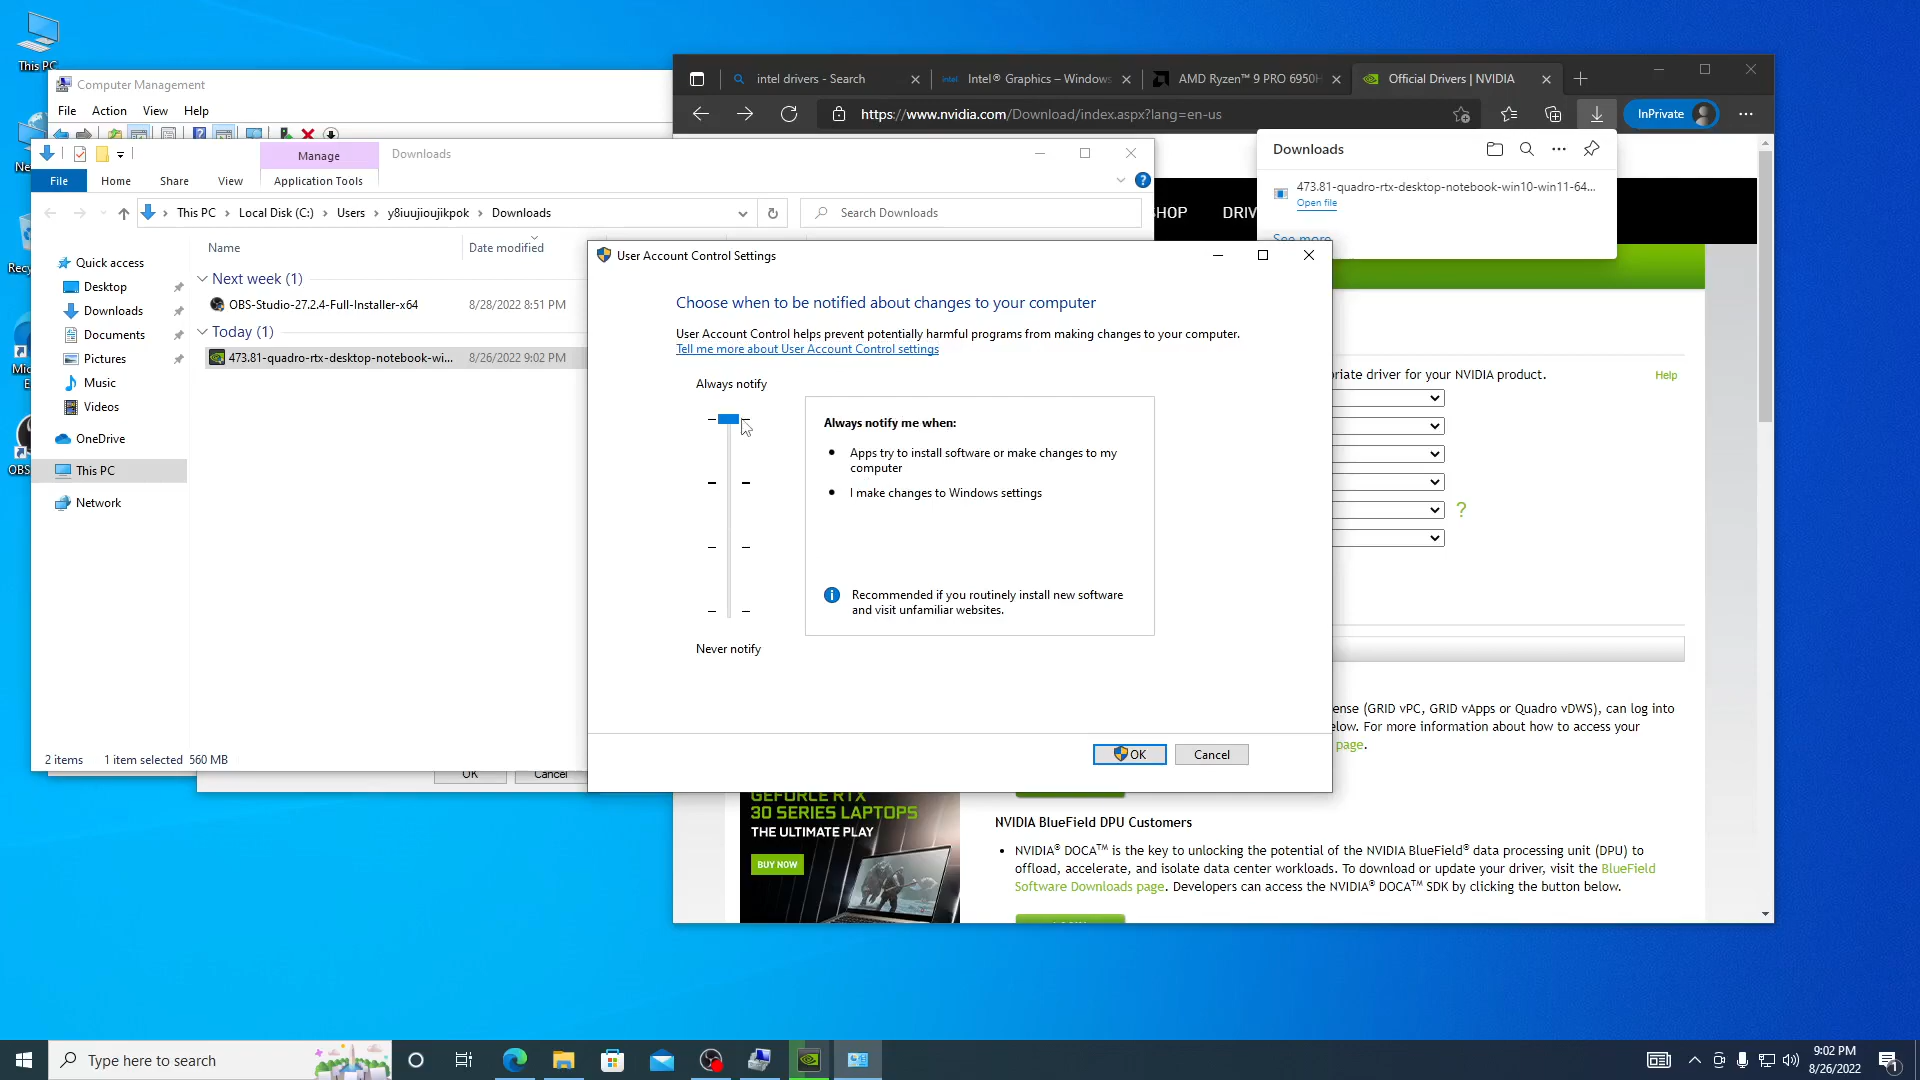 This PC
Computer Management
File Action View Help
intel drivers - Search
Intel® Graphics – Windows
AMD Ryzen™ 9 PRO 6950H
Official Drivers | NVIDIA
https://www.nvidia.com/Download/index.aspx?lang=en-us
InPrivate
Manage
Downloads
File Home Share View Application Tools
This PC › Local Disk (C:) › Users › y8iuujioujikpok › Downloads
Search Downloads
Name Date modified
Quick access
Desktop
Downloads
Documents
Pictures
Music
Videos
OneDrive
This PC
Network
Next week (1)
OBS-Studio-27.2.4-Full-Installer-x64 8/28/2022 8:51 PM
Today (1)
473.81-quadro-rtx-desktop-notebook-wi... 8/26/2022 9:02 PM
2 items 1 item selected 560 MB
OK Cancel
Downloads
473.81-quadro-rtx-desktop-notebook-win10-win11-64...
Open file
See more
HOP DRIV
User Account Control Settings
Choose when to be notified about changes to your computer
User Account Control helps prevent potentially harmful programs from making changes to your computer.
Tell me more about User Account Control settings
Always notify
Always notify me when:
• Apps try to install software or make changes to my
computer
• I make changes to Windows settings
Recommended if you routinely install new software
and visit unfamiliar websites.
Never notify
OK Cancel
riate driver for your NVIDIA product.
Help
?
ense (GRID vPC, GRID vApps or Quadro vDWS), can log into
elow. For more information about how to access your
page.
GEFORCE RTX
30 SERIES LAPTOPS
THE ULTIMATE PLAY
BUY NOW
NVIDIA BlueField DPU Customers
• NVIDIA® DOCA™ is the key to unlocking the potential of the NVIDIA BlueField® data processing unit (DPU) to
offload, accelerate, and isolate data center workloads. To download or update your driver, visit the BlueField
Software Downloads page. Developers can access the NVIDIA® DOCA™ SDK by clicking the button below.
Type here to search
9:02 PM
8/26/2022
1